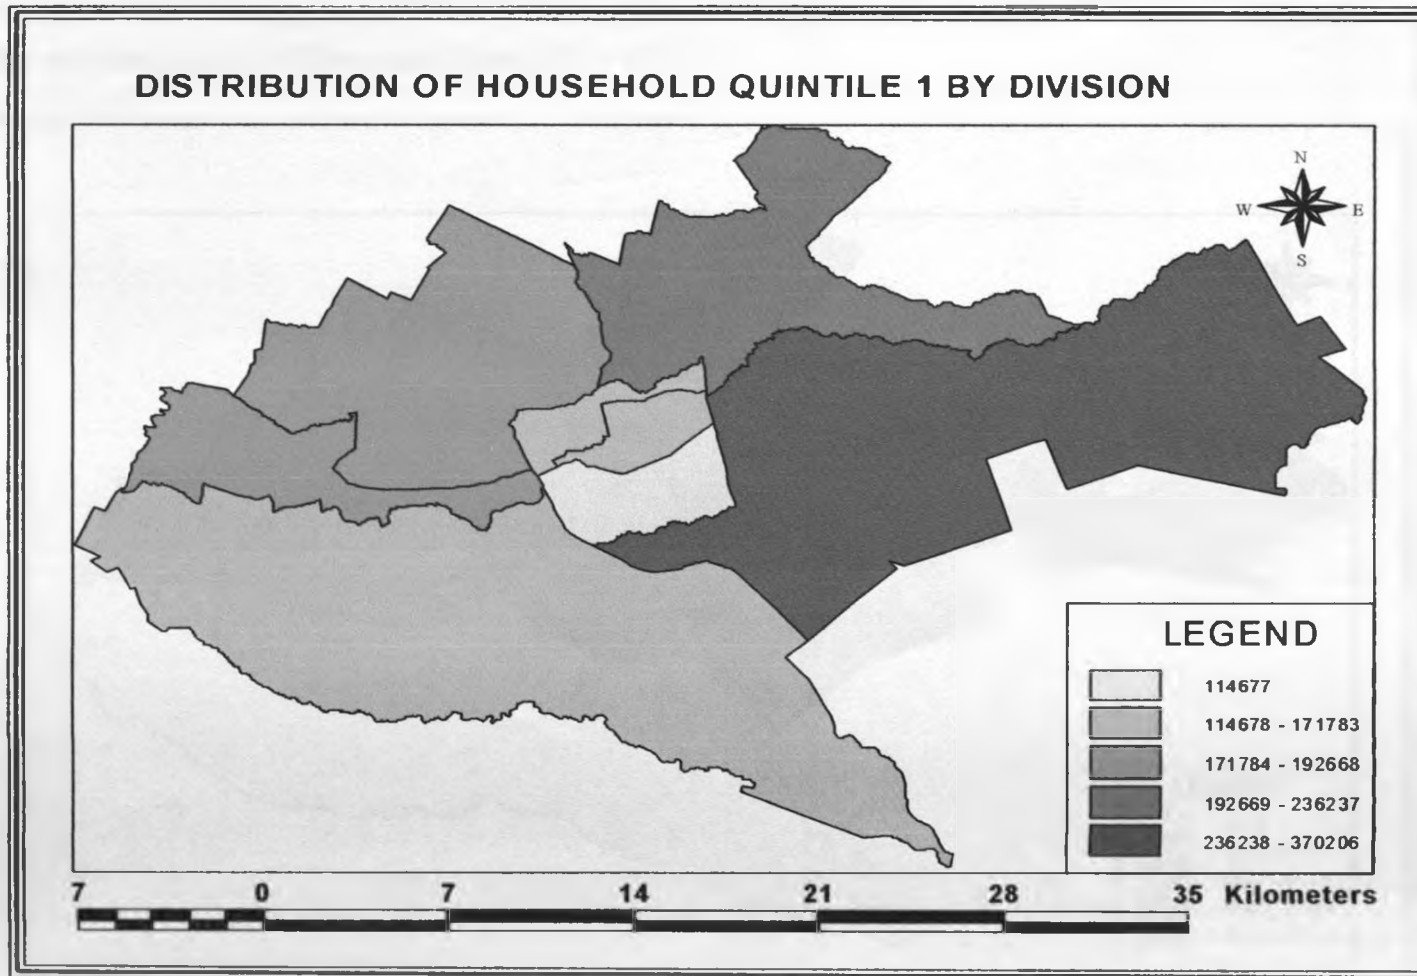 DISTRIBUTION OF HOUSEHOLD QUINTILE 1 BY DIVISION
N
W E
S
LEGEND
114677
114678 - 171783
171784 - 192668
192669 - 236237
236238 - 370206
7 0 7 14 21 28 35 Kilometers